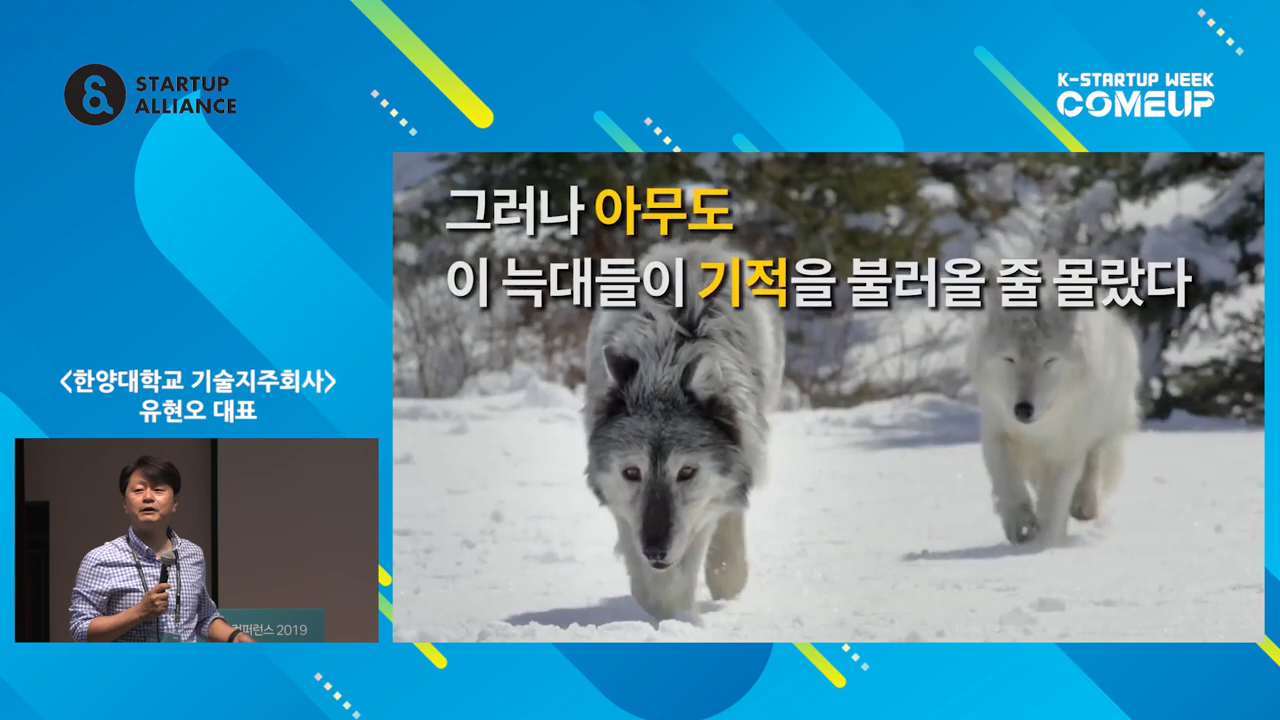 STARTUP
ALLIANCE
K-STARTUP WEEK
COMEUP
그러나 아무도
이 늑대들이 기적을 불러올 줄 몰랐다
<한양대학교 기술지주회사>
유현오 대표
컨퍼런스 2019